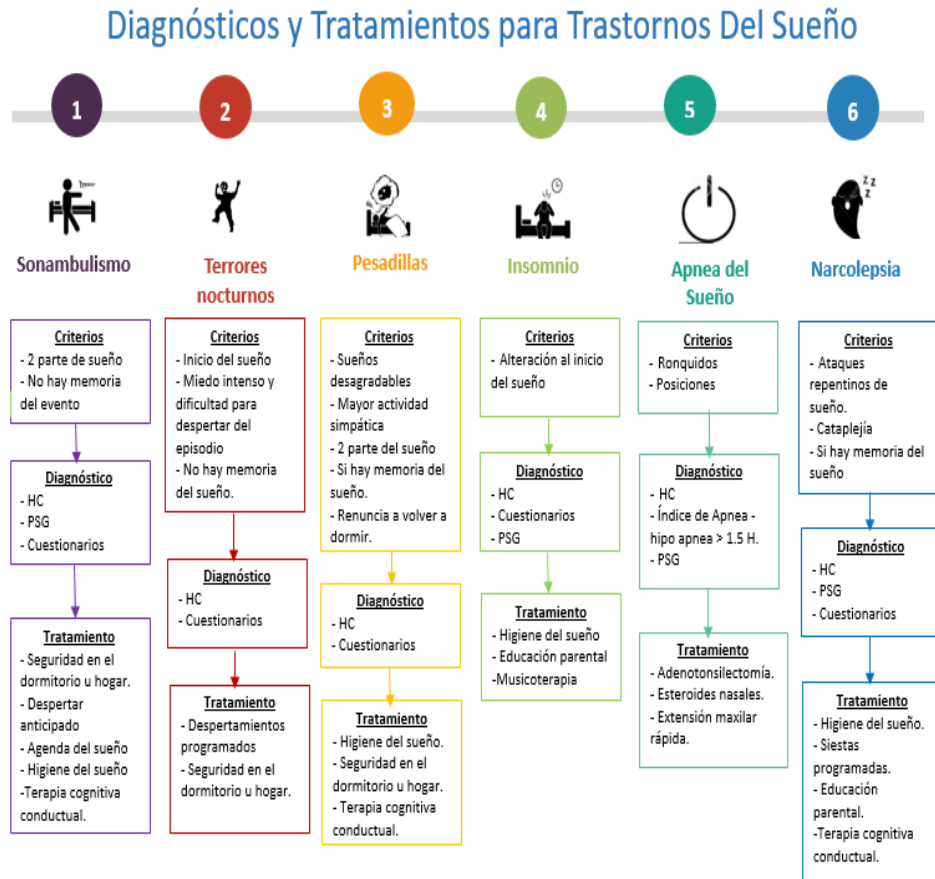 Diagnósticos y Tratamientos para Trastornos Del Sueño
1
2
3
4
5
6
Sonambulismo
Terrores
nocturnos
Pesadillas
Insomnio
Apnea del
Sueño
Narcolepsia
Criterios
- 2 parte de sueño
- No hay memoria
del evento
Diagnóstico
- HC
- PSG
- Cuestionarios
Tratamiento
- Seguridad en el
dormitorio u hogar.
- Despertar
anticipado
- Agenda del sueño
- Higiene del sueño
-Terapia cognitiva
conductual.
Criterios
- Inicio del sueño
- Miedo intenso y
dificultad para
despertar del
episodio
- No hay memoria
del sueño.
Diagnóstico
- HC
- Cuestionarios
Tratamiento
- Despertamientos
programados
- Seguridad en el
dormitorio u hogar.
Criterios
- Sueños
desagradables
- Mayor actividad
simpática
- 2 parte del sueño
- Si hay memoria del
sueño.
- Renuncia a volver a
dormir.
Diagnóstico
- HC
- Cuestionarios
Tratamiento
- Higiene del sueño.
- Seguridad en el
dormitorio u hogar.
- Terapia cognitiva
conductual.
Criterios
- Alteración al inicio
del sueño
Diagnóstico
- HC
- Cuestionarios
- PSG
Tratamiento
- Higiene del sueño
- Educación parental
-Musicoterapia
Criterios
- Ronquidos
- Posiciones
Diagnóstico
- HC
- Índice de Apnea -
hipo apnea > 1.5 H.
- PSG
Tratamiento
- Adenotonsilectomía.
- Esteroides nasales.
- Extensión maxilar
rápida.
Criterios
- Ataques
repentinos de
sueño.
- Cataplejía
- Si hay memoria del
sueño
Diagnóstico
- HC
- PSG
- Cuestionarios
Tratamiento
- Higiene del sueño.
- Siestas
programadas.
- Educación
parental.
-Terapia cognitiva
conductual.